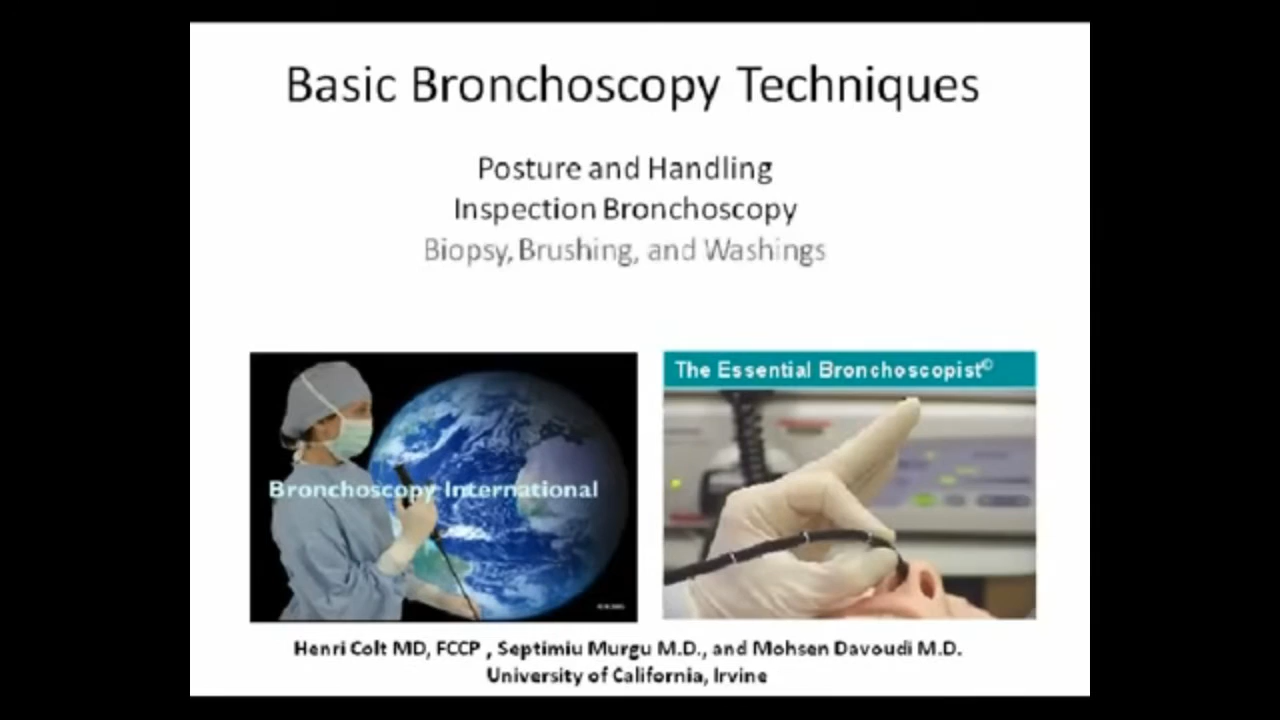 Basic Bronchoscopy Techniques
Posture and Handling
Inspection Bronchoscopy
Biopsy, Brushing, and Washings
Bronchoscopy International
The Essential Bronchoscopist©
Henri Colt MD, FCCP , Septimiu Murgu M.D., and Mohsen Davoudi M.D.
University of California, Irvine